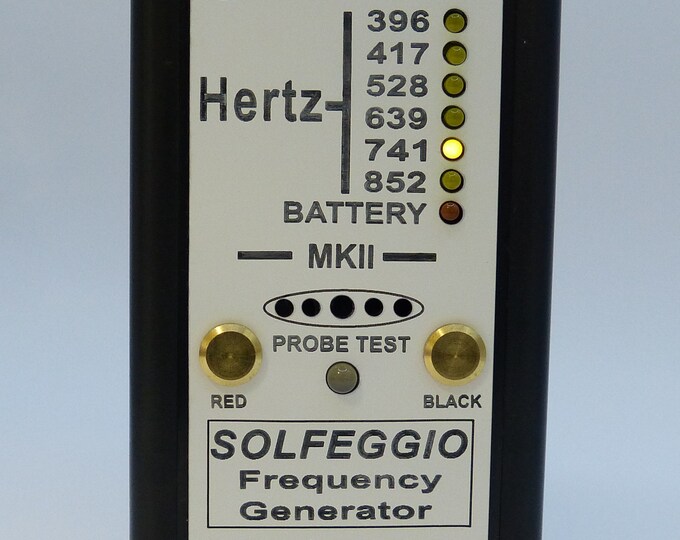 396
417
528
Hertz
639
741
852
BATTERY
MKII
PROBE TEST
RED
BLACK
SOLFEGGIO
Frequency
Generator